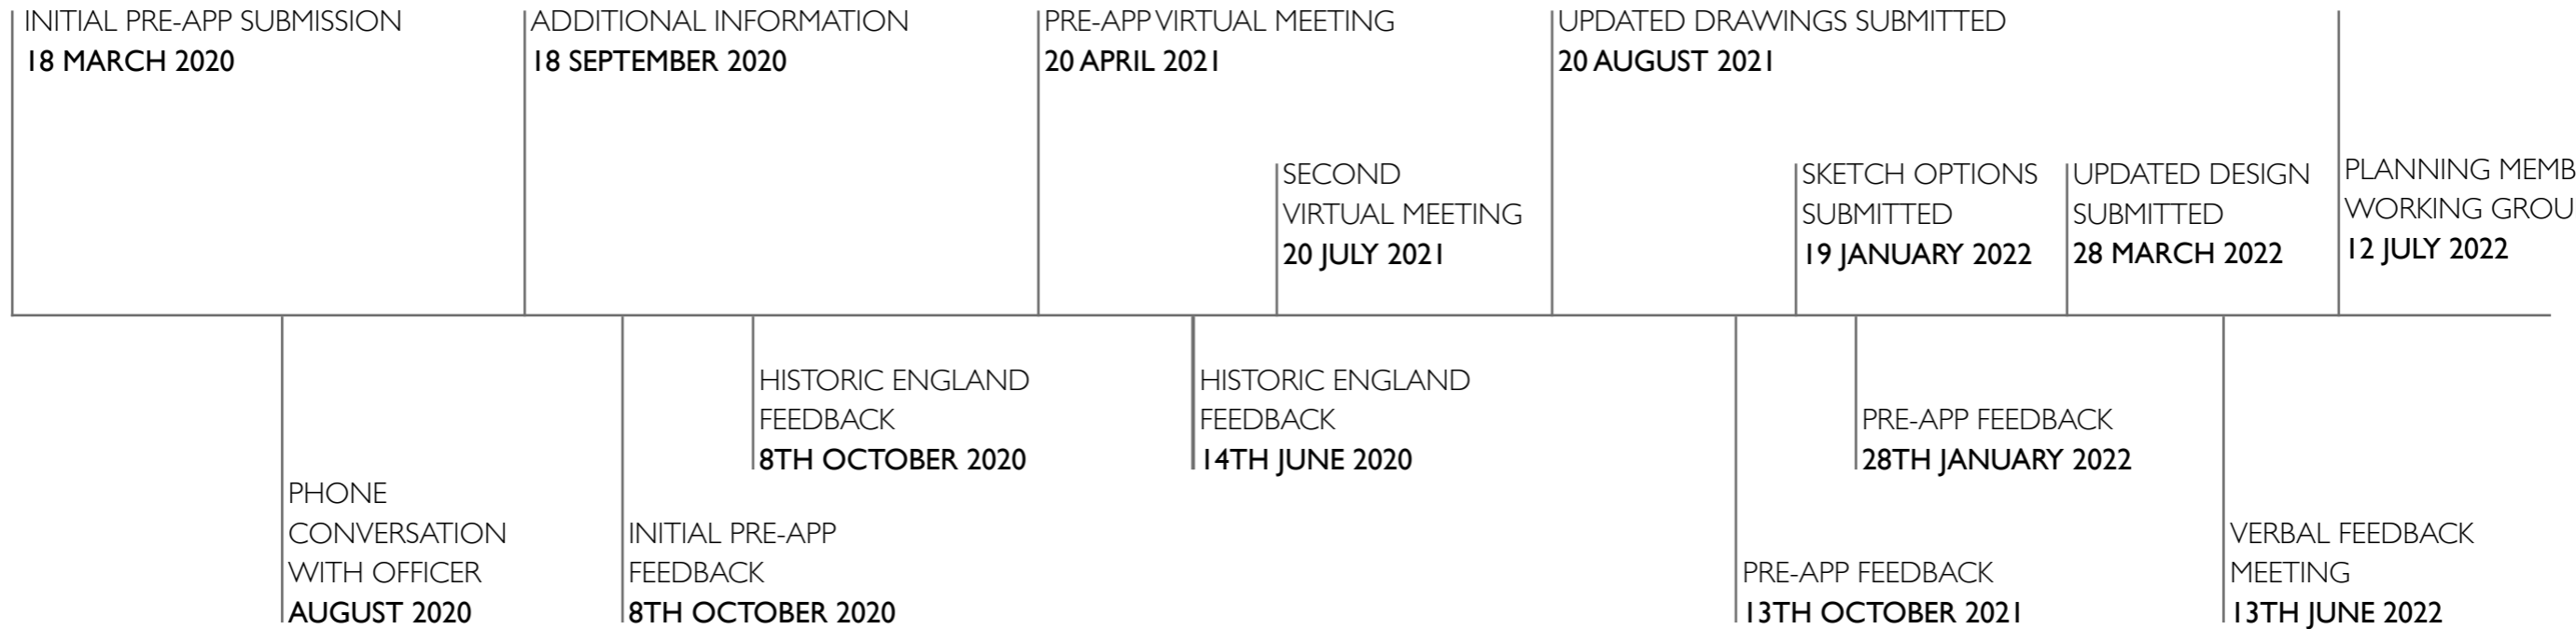 INITIAL PRE-APP SUBMISSION
18 MARCH 2020
ADDITIONAL INFORMATION
18 SEPTEMBER 2020
PRE-APP VIRTUAL MEETING
20 APRIL 2021
UPDATED DRAWINGS SUBMITTED
20 AUGUST 2021
SECOND
VIRTUAL MEETING
20 JULY 2021
SKETCH OPTIONS
SUBMITTED
19 JANUARY 2022
UPDATED DESIGN
SUBMITTED
28 MARCH 2022
PLANNING MEMB
WORKING GROU
12 JULY 2022
PHONE
CONVERSATION
WITH OFFICER
AUGUST 2020
INITIAL PRE-APP
FEEDBACK
8TH OCTOBER 2020
HISTORIC ENGLAND
FEEDBACK
8TH OCTOBER 2020
HISTORIC ENGLAND
FEEDBACK
14TH JUNE 2020
PRE-APP FEEDBACK
13TH OCTOBER 2021
PRE-APP FEEDBACK
28TH JANUARY 2022
VERBAL FEEDBACK
MEETING
13TH JUNE 2022